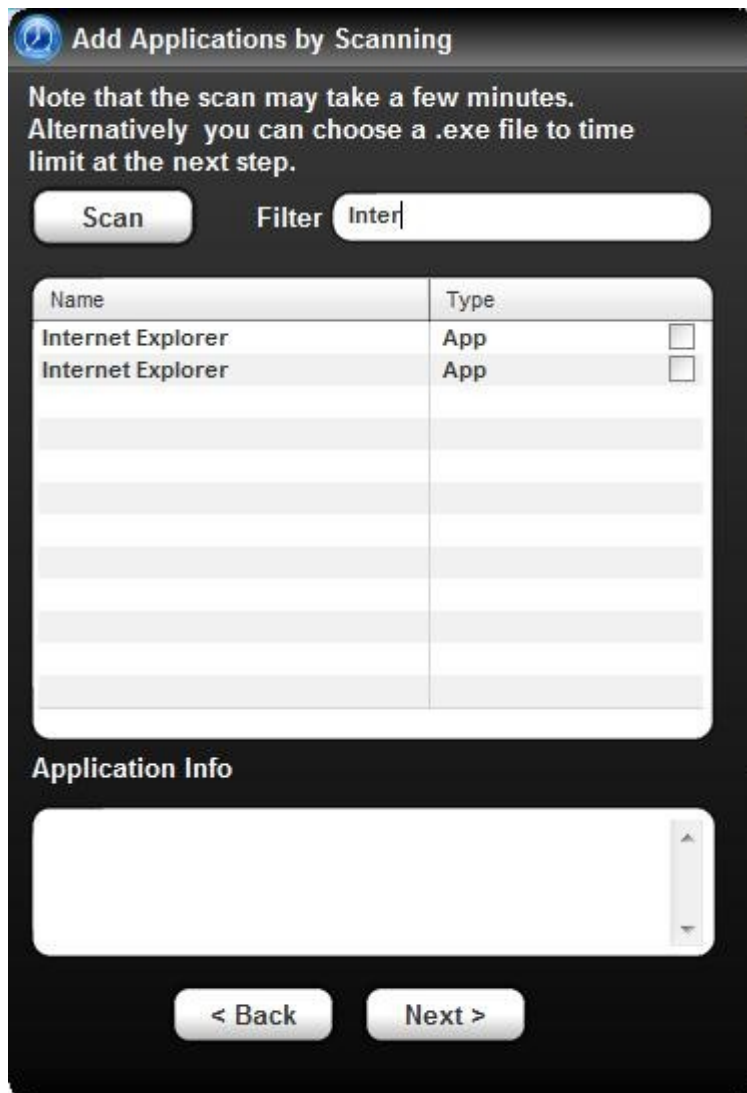 Add Applications by Scanning
Note that the scan may take a few minutes.
Alternatively you can choose a .exe file to time
limit at the next step.
Scan Filter Inter
Name Type
Internet Explorer App
Internet Explorer App
Application Info
< Back Next >